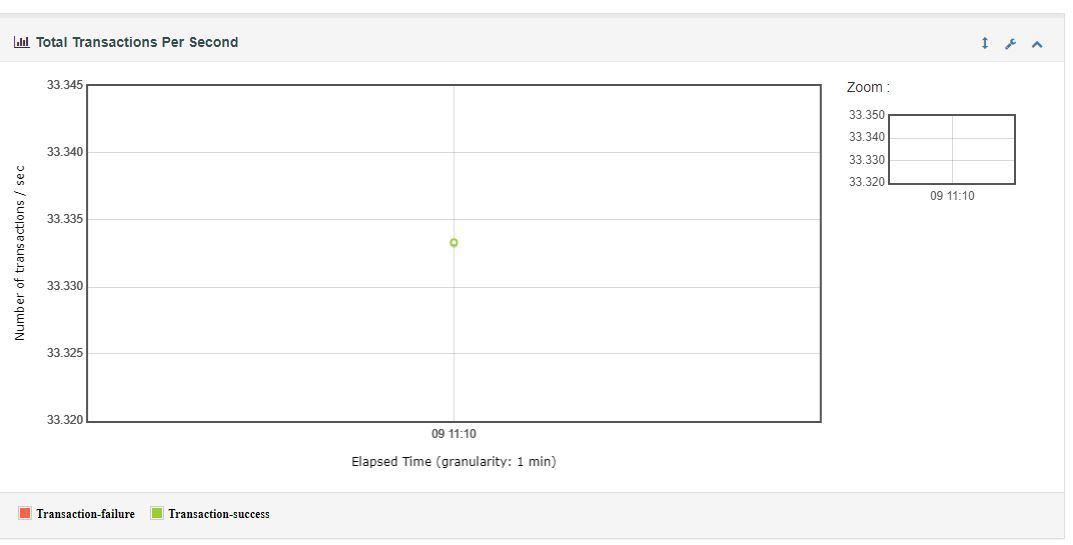 Total Transactions Per Second
33.345
33.340
33.335
33.330
33.325
33.320
Number of transactions / sec
09 11:10
Elapsed Time (granularity: 1 min)
Zoom :
33.350
33.340
33.330
33.320
09 11:10
Transaction-failure Transaction-success